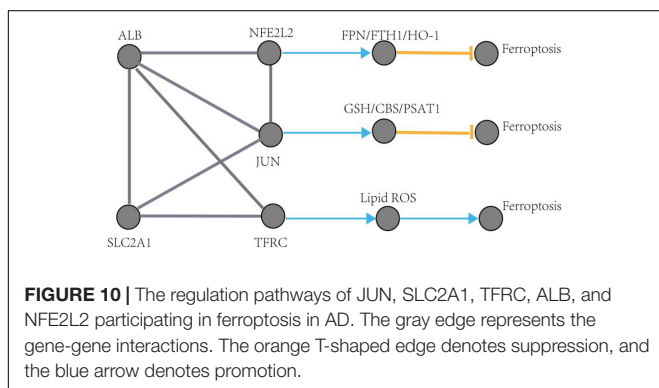 ALB
NFE2L2
FPN/FTH1/HO-1
Ferroptosis
GSH/CBS/PSAT1
Ferroptosis
JUN
Lipid ROS
Ferroptosis
SLC2A1
TFRC
FIGURE 10 | The regulation pathways of JUN, SLC2A1, TFRC, ALB, and
NFE2L2 participating in ferroptosis in AD. The gray edge represents the
gene-gene interactions. The orange T-shaped edge denotes suppression, and
the blue arrow denotes promotion.